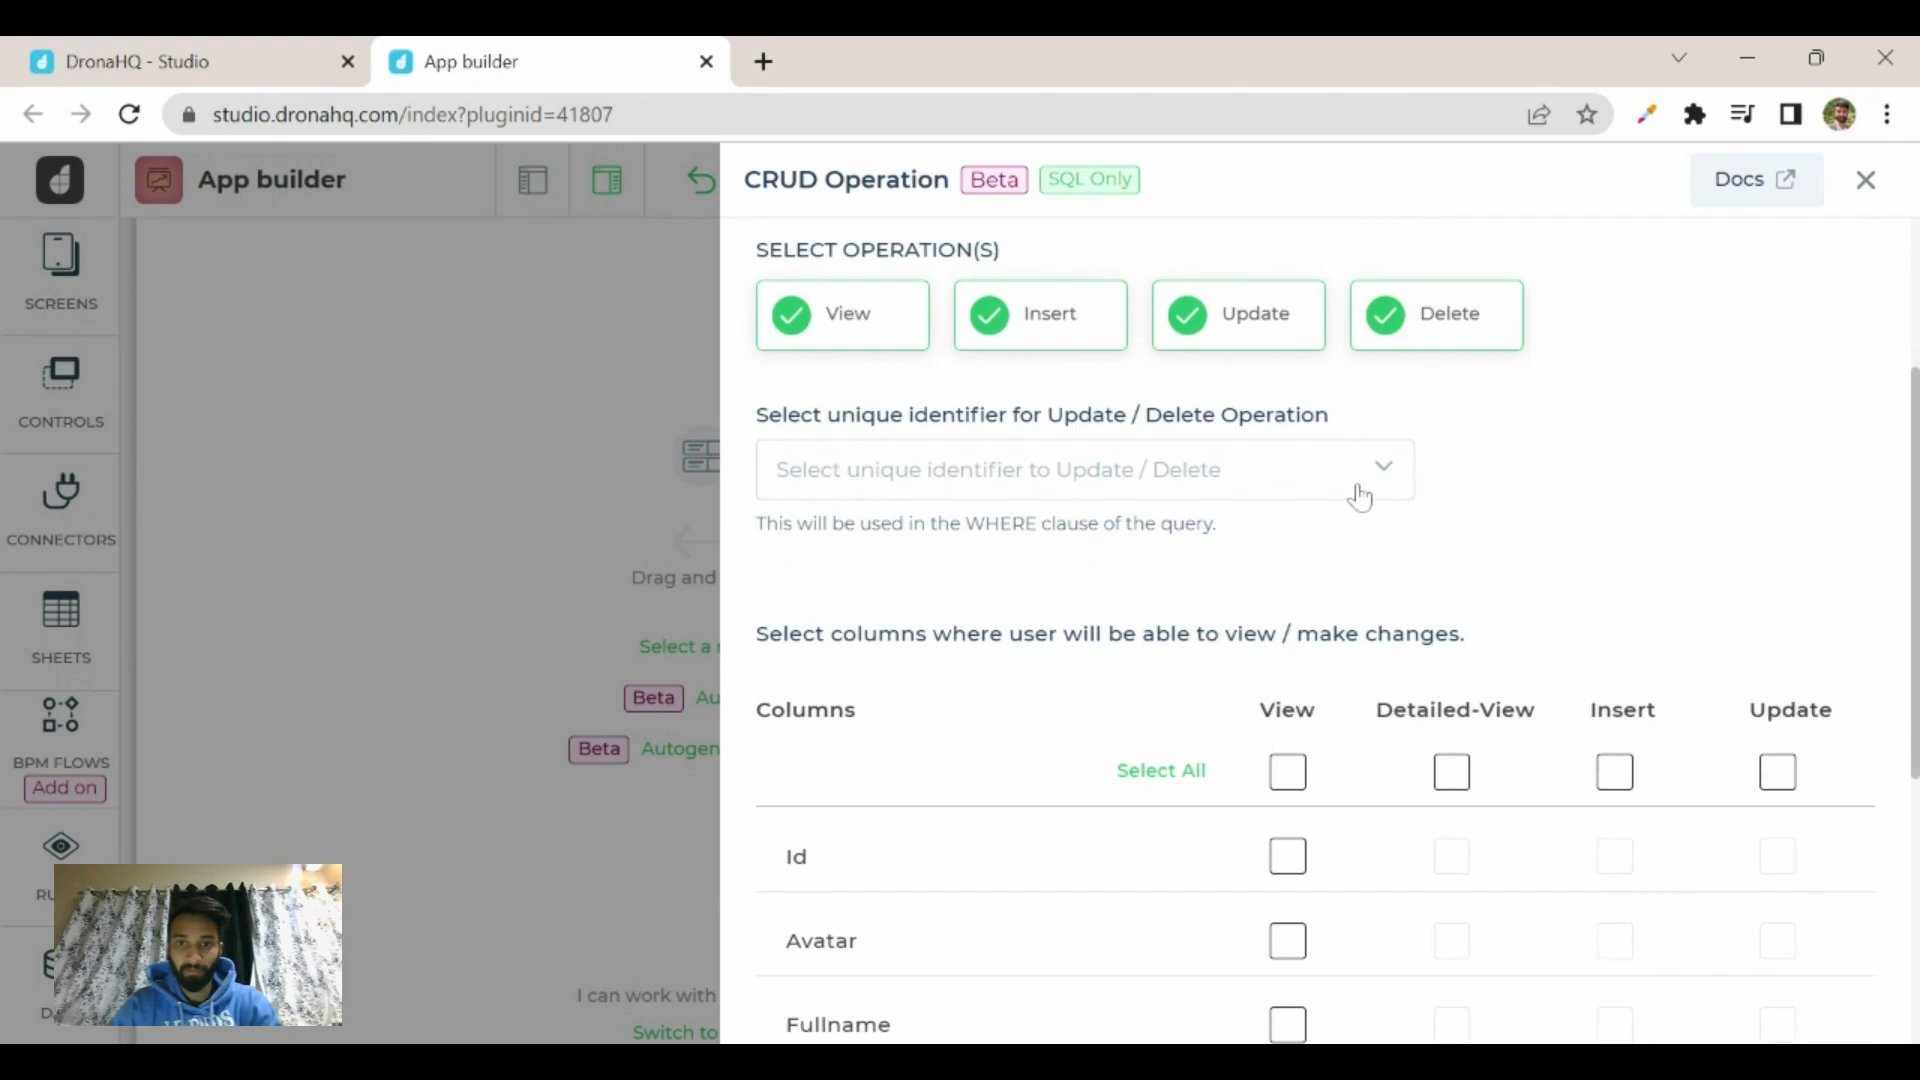 DronaHQ - Studio
App builder
studio.dronahq.com/index?pluginid=41807
App builder
CRUD Operation
Beta
SQL Only
Docs
SCREENS
CONTROLS
CONNECTORS
SHEETS
BPM FLOWS
Add on
RU
D
Drag and
Select a
Beta Au
Beta Autogen
I can work with
Switch to
SELECT OPERATION(S)
View
Insert
Update
Delete
Select unique identifier for Update / Delete Operation
Select unique identifier to Update / Delete
This will be used in the WHERE clause of the query.
Select columns where user will be able to view / make changes.
Columns View Detailed-View Insert Update
Select All
Id
Avatar
Fullname